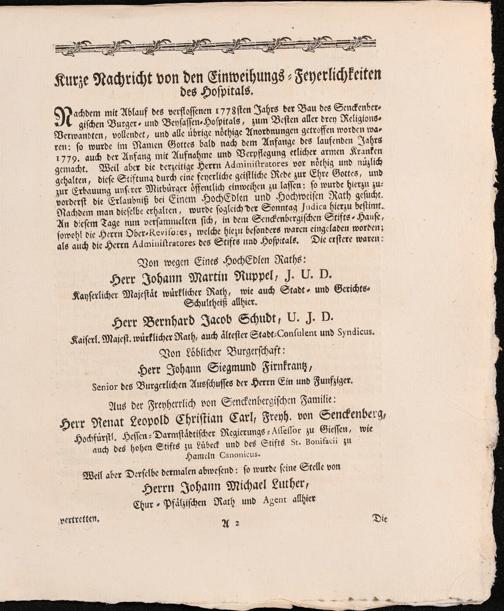 Kurze Nachricht von den Einweihungs-Feyerlichkeiten
des Hospitals.
Nachdem mit Ablauf des verflossenen 1778sten Jahrs der Bau des Senckenber-
gischen Burger- und Beysassen-Hospitals, zum Besten aller drey Religions-
Verwandten, vollendet, und alle übrige nöthige Anordnungen getroffen worden wa-
ren: so wurde im Namen Gottes bald nach dem Anfange des laufenden Jahrs
1779. auch der Anfang mit Aufnahme und Verpflegung etlicher armen Kranken
gemacht. Weil aber die derzeitige Herrn Administratores vor nöthig und nüzlich
gehalten, diese Stiftung durch eine feyerliche geistliche Rede zur Ehre Gottes, und
zur Erbauung unserer Mitbürger öffentlich einweihen zu lassen: so wurde hierzu zu-
vorderst die Erlaubniß bei Einem HochEdlen und Hochweisen Rath gesucht.
Nachdem man dieselbe erhalten, wurde sogleich der Sonntag Judica hierzu bestimt.
An diesem Tage nun versammelten sich, in dem Senckenbergischen Stifts-Hause,
sowohl die Herrn Ober-Revisores, welche hiezu besonders waren eingeladen worden;
als auch die Herrn Administratores des Stifts und Hospitals. Die erstere waren:
Von wegen Eines HochEdlen Raths:
Herr Johann Martin Ruppel, J. U. D.
Kayserlicher Majestät würklicher Rath, wie auch Stadt- und Gerichts-
Schultheiß allhier.
Herr Bernhard Jacob Schudt, U. J. D.
Kaiserl. Majest. würklicher Rath, auch ältester Stadt-Consulent und Syndicus.
Von Löblicher Burgerschaft:
Herr Johann Siegmund Firnkrantz,
Senior des Burgerlichen Ausschusses der Herrn Ein und Funfziger.
Aus der Freyherrlich von Senckenbergischen Familie:
Herr Renat Leopold Christian Carl, Freyh. von Senckenberg,
Hochfürstl. Hessen-Darmstädtischer Regierungs-Assessor zu Giessen, wie
auch des hohen Stifts zu Lübeck und des Stifts St. Bonifacii zu
Hameln Canonicus.
Weil aber Derselbe dermalen abwesend: so wurde seine Stelle von
Herrn Johann Michael Luther,
Chur-Pfälzischen Rath und Agent allhier
vertretten.
A 2
Die